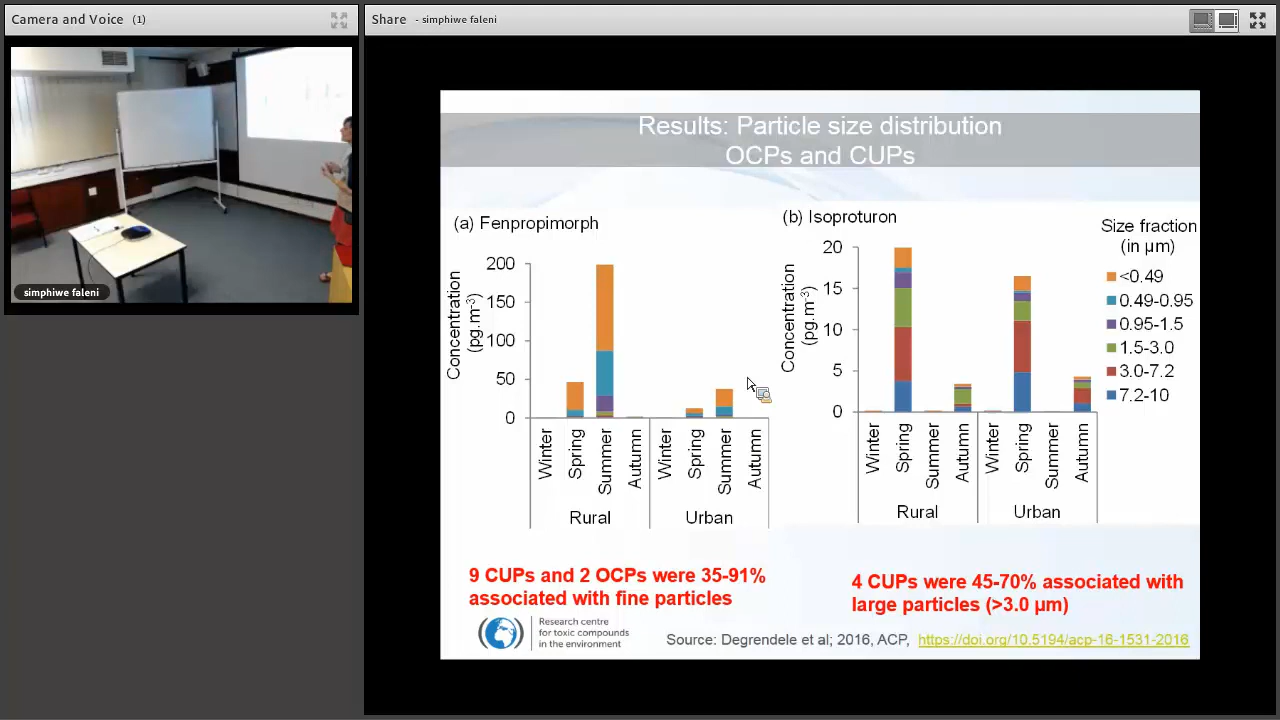 Camera and Voice (1)
Share - simphiwe faleni
simphiwe faleni
Results: Particle size distribution
OCPs and CUPs
(a) Fenpropimorph
Concentration
(pg.m-3)
200
150
100
50
0
Winter
Spring
Summer
Autumn
Winter
Spring
Summer
Autumn
Rural
Urban
(b) Isoproturon
Concentration
(pg.m-3)
20
15
10
5
0
Winter
Spring
Summer
Autumn
Winter
Spring
Summer
Autumn
Rural
Urban
Size fraction
(in µm)
<0.49
0.49-0.95
0.95-1.5
1.5-3.0
3.0-7.2
7.2-10
9 CUPs and 2 OCPs were 35-91%
associated with fine particles
4 CUPs were 45-70% associated with
large particles (>3.0 µm)
Research centre
for toxic compounds
in the environment
Source: Degrendele et al; 2016, ACP, https://doi.org/10.5194/acp-16-1531-2016